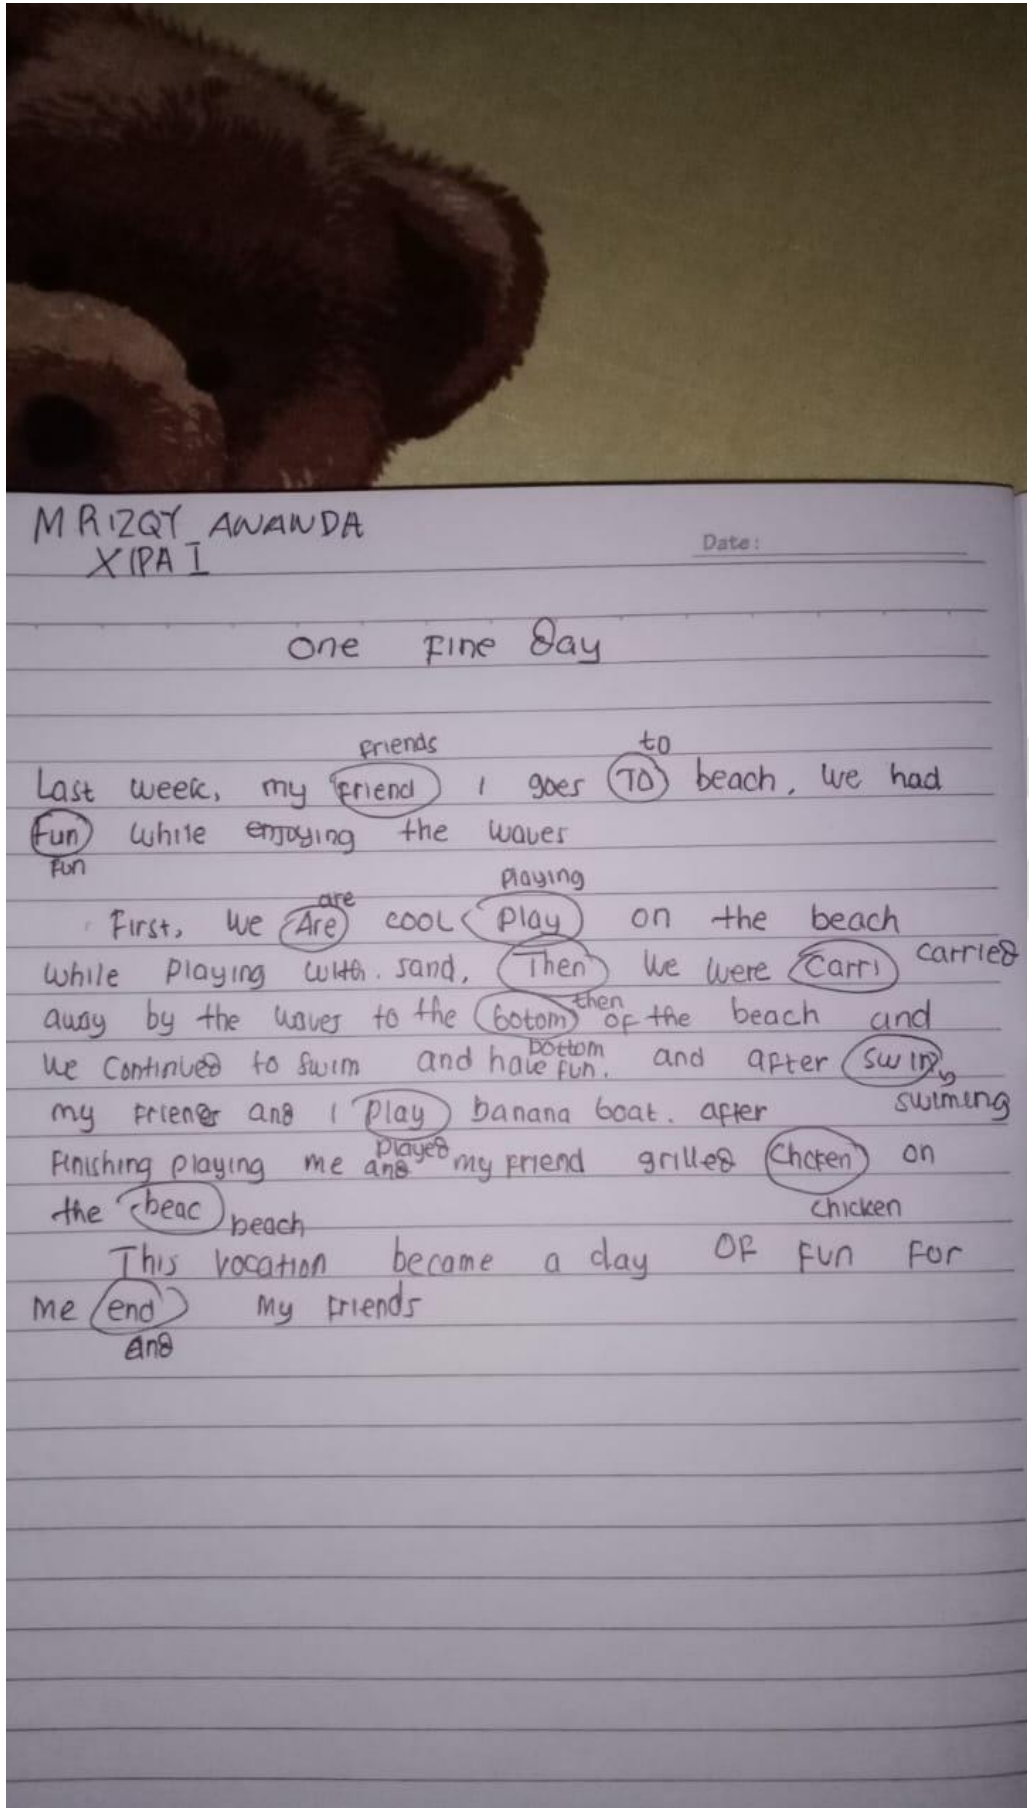 M RIZQY ANANDA
XIPA I
Date:
One Fine Day
friends to
Last week, my friend I goes TO beach, we had
Fun while enjoying the waves
Fun
are playing
First, we Are cool play on the beach
while playing with. sand, Then we were Carri carried
away by the waves to the botom then of the beach and
bottom
we continued to swim and have fun. and after swin
swiming
my friend and I play banana boat. after
played
finishing playing me and my friend grilled Chcken on
chicken
the beac beach
This vocation became a day OF fun for
me end my friends
and